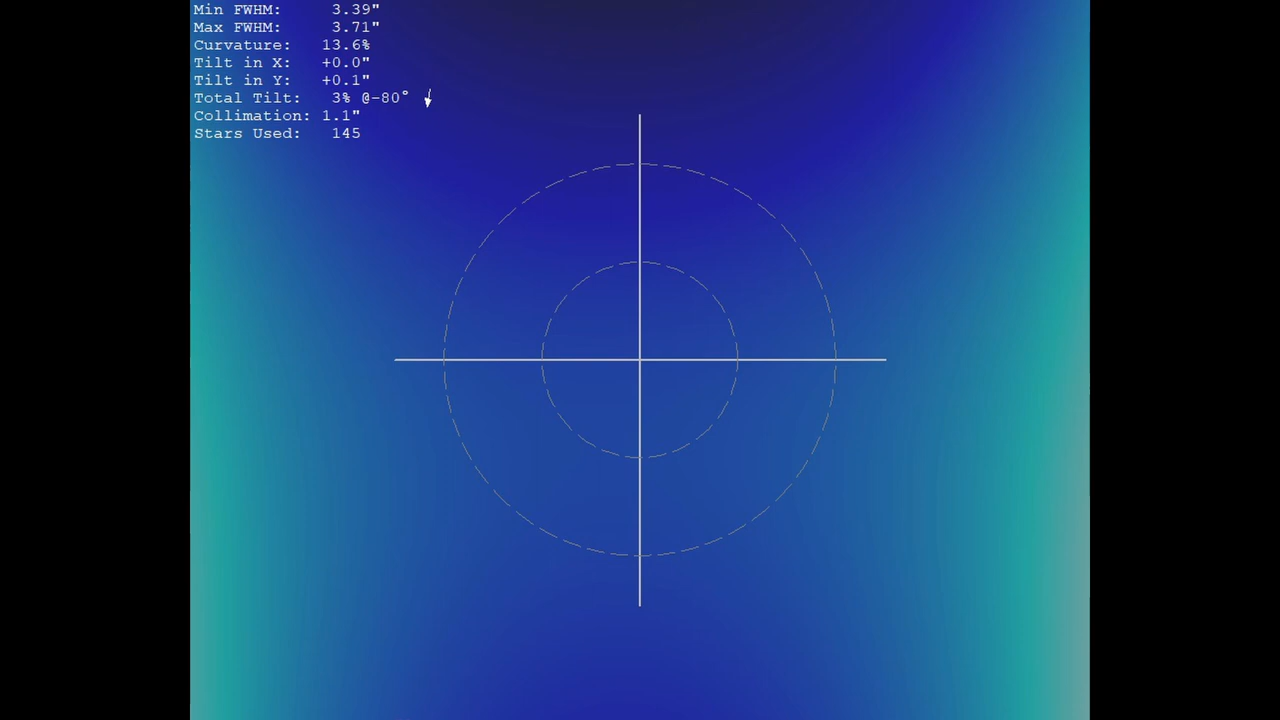 Min FWHM: 3.39"
Max FWHM: 3.71"
Curvature: 13.6%
Tilt in X: +0.0"
Tilt in Y: +0.1"
Total Tilt: 3% @-80°
Collimation: 1.1"
Stars Used: 145